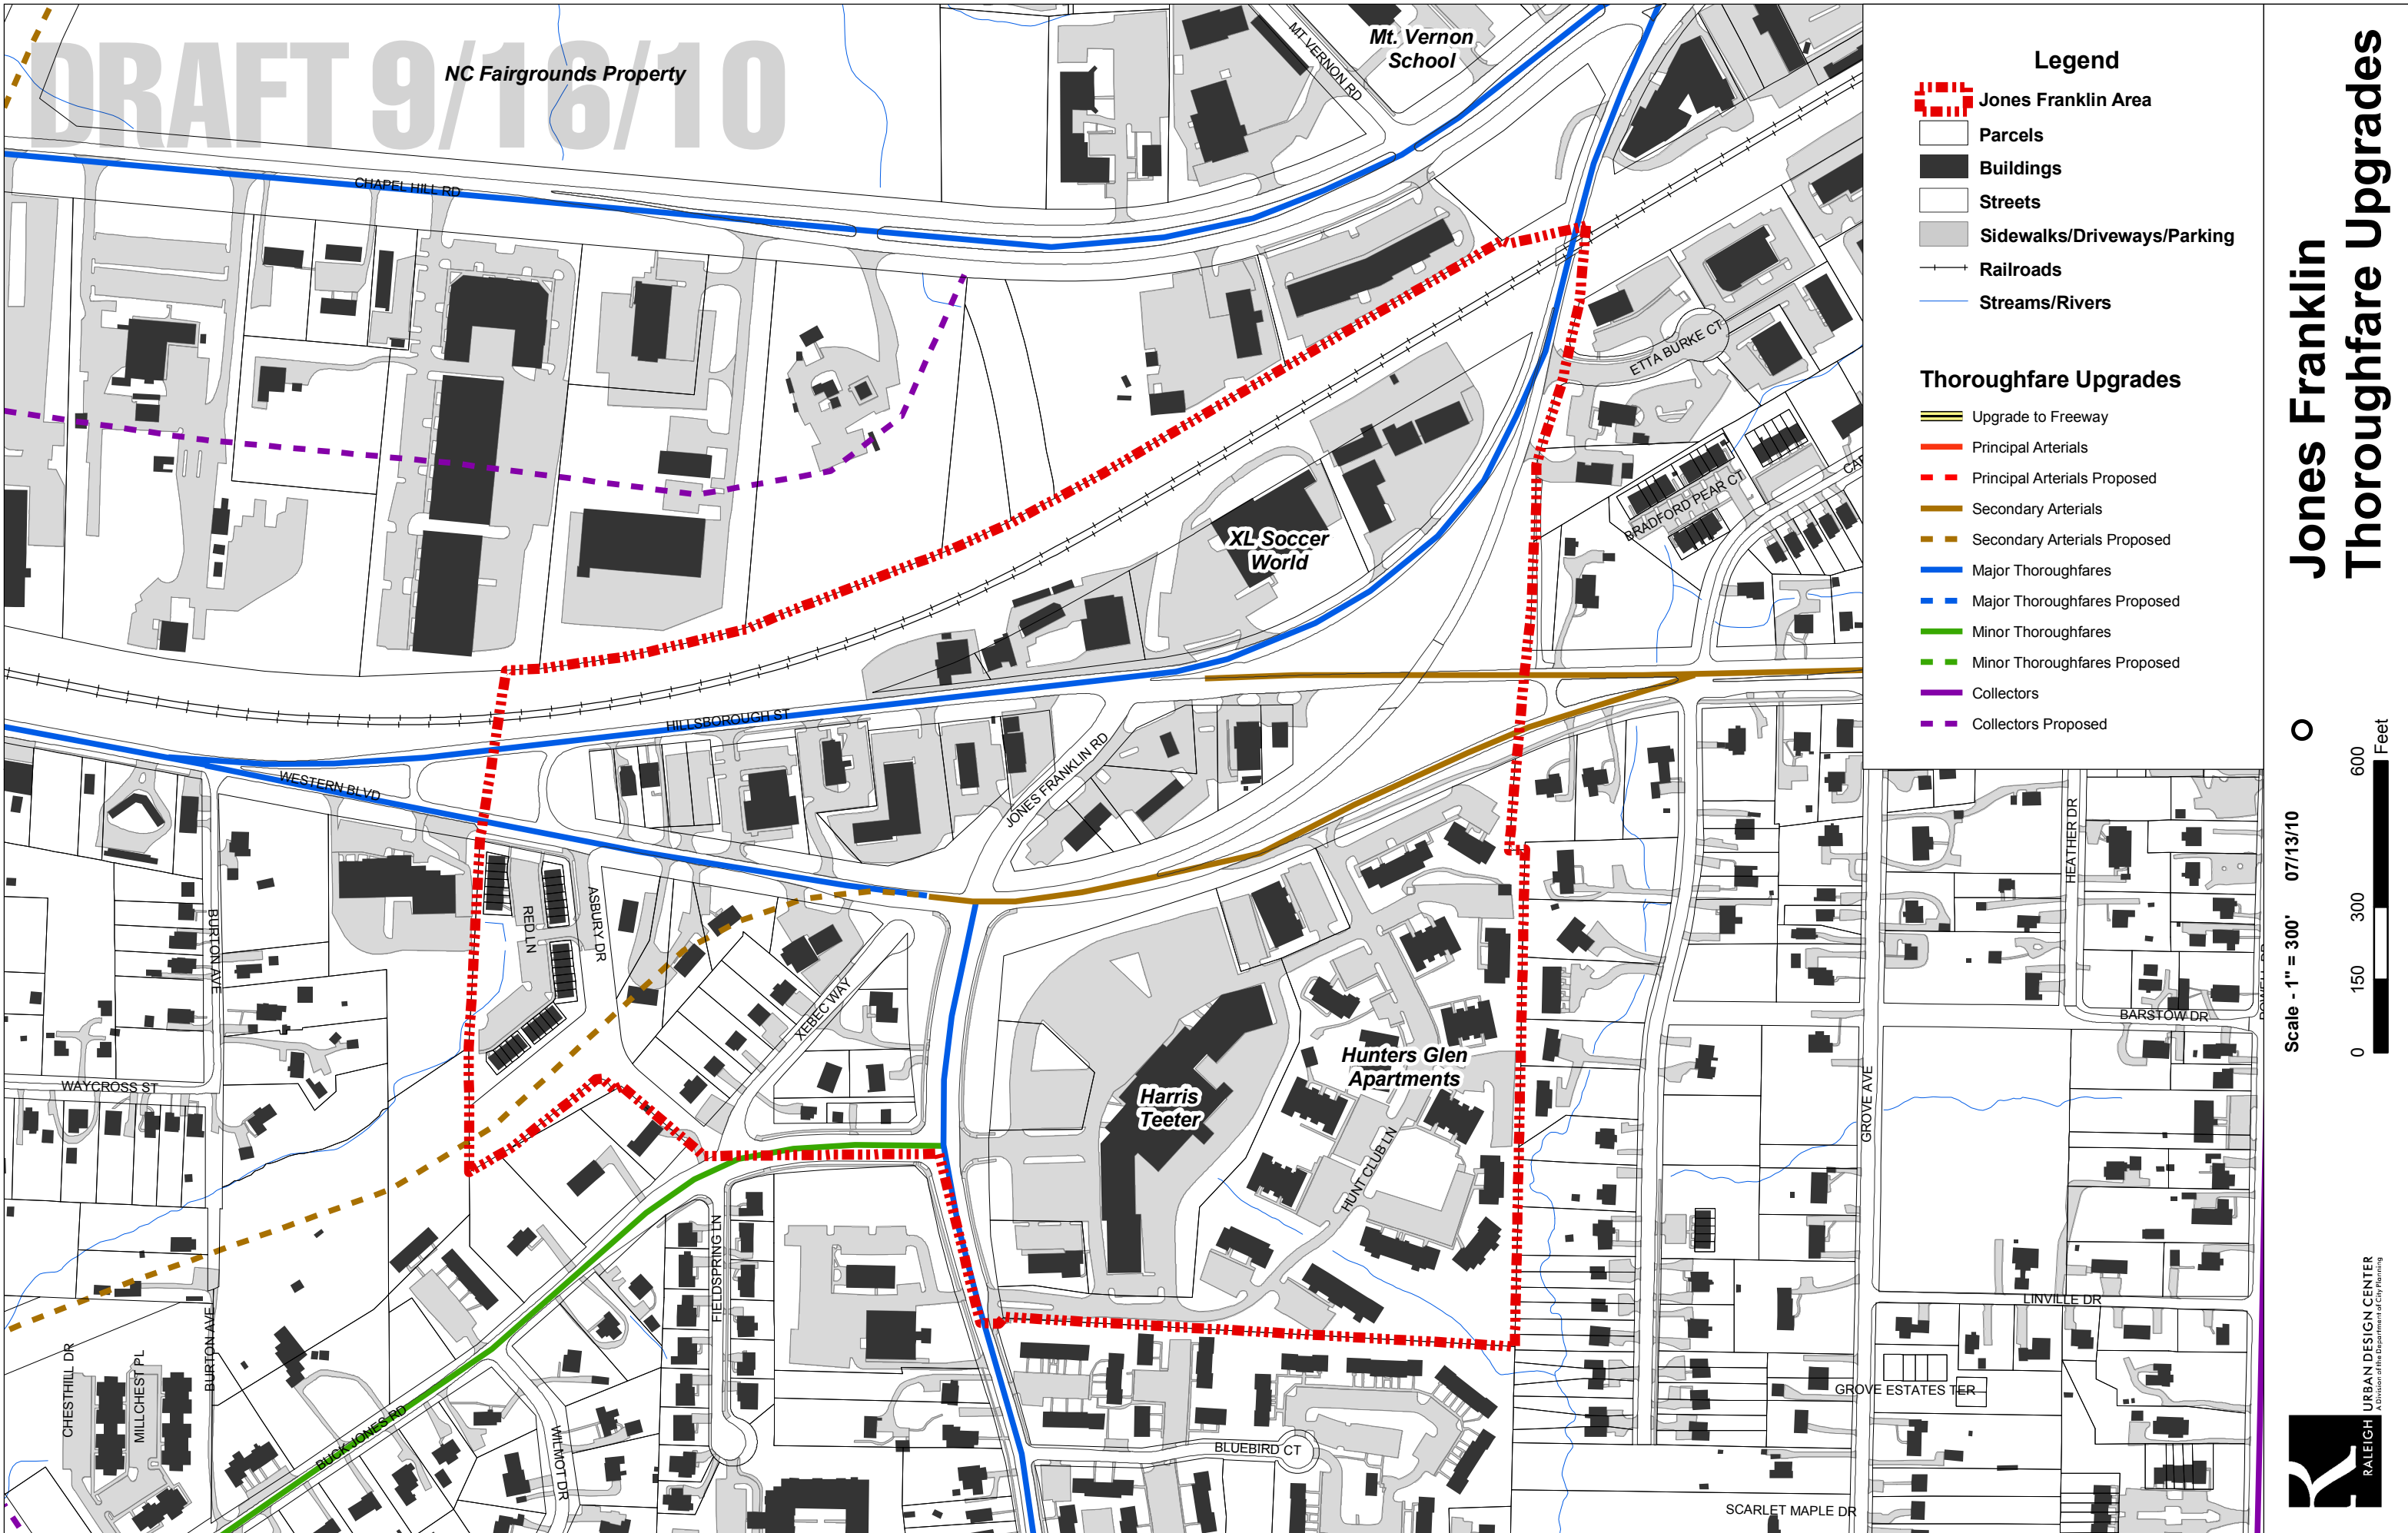 DRAFT 9/16/10
NC Fairgrounds Property
Mt. Vernon
School
MT VERNON RD
CHAPEL HILL RD
ETTA BURKE CT
BRADFORD PEAR CT
XL Soccer
World
HILLSBOROUGH ST
WESTERN BLVD
JONES FRANKLIN RD
BURTON AVE
RED LN
ASBURY DR
XEBEC WAY
WAYCROSS ST
Harris
Teeter
Hunters Glen
Apartments
HUNT CLUB LN
HEATHER DR
BARSTOW DR
GROVE AVE
LINVILLE DR
FIELDSPRING LN
CHESTHILL DR
MILLCHEST PL
BURTON AVE
BUCK JONES RD
WILMOT DR
BLUEBIRD CT
GROVE ESTATES TER
SCARLET MAPLE DR
Legend
Jones Franklin Area
Parcels
Buildings
Streets
Sidewalks/Driveways/Parking
Railroads
Streams/Rivers
Thoroughfare Upgrades
Upgrade to Freeway
Principal Arterials
Principal Arterials Proposed
Secondary Arterials
Secondary Arterials Proposed
Major Thoroughfares
Major Thoroughfares Proposed
Minor Thoroughfares
Minor Thoroughfares Proposed
Collectors
Collectors Proposed
Jones Franklin
Thoroughfare Upgrades
Scale - 1" = 300' 07/13/10
0 150 300 600
Feet
RALEIGH URBAN DESIGN CENTER
A Division of the Department of City Planning